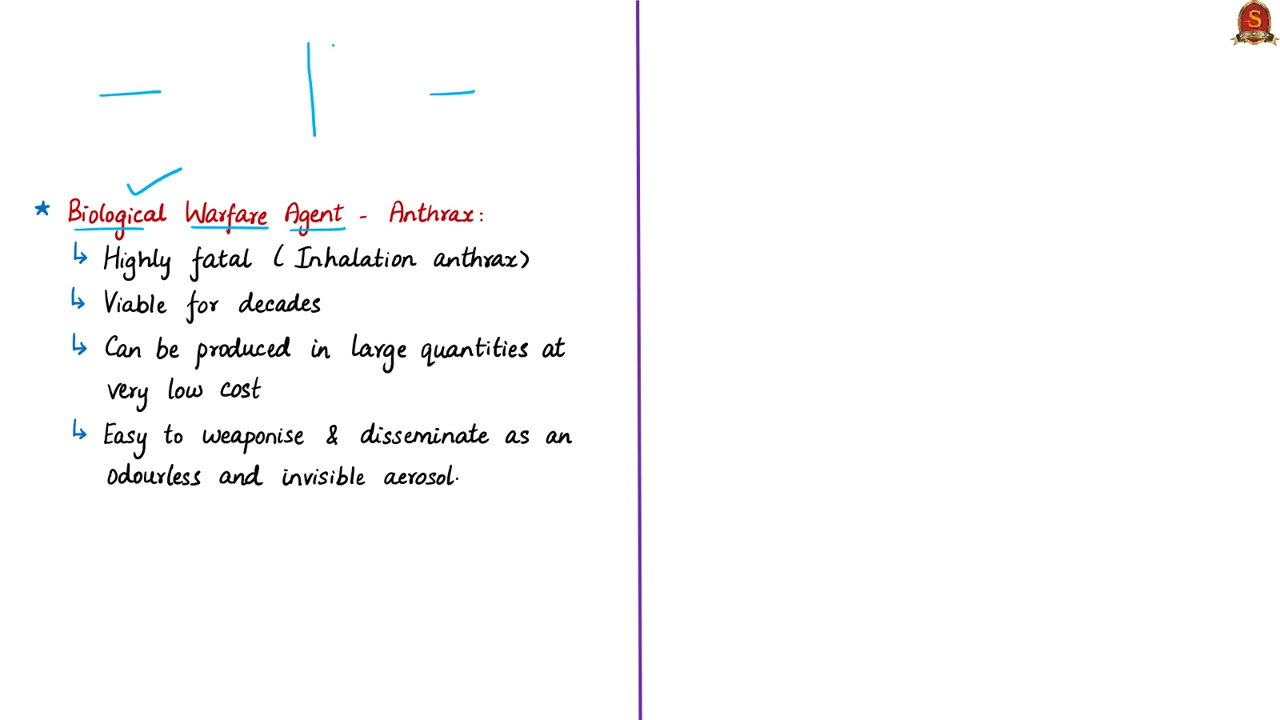 S
* Biological Warfare Agent - Anthrax:
↳ Highly fatal (Inhalation anthrax)
↳ Viable for decades
↳ Can be produced in large quantities at
very low cost
↳ Easy to weaponise & disseminate as an
odourless and invisible aerosol.